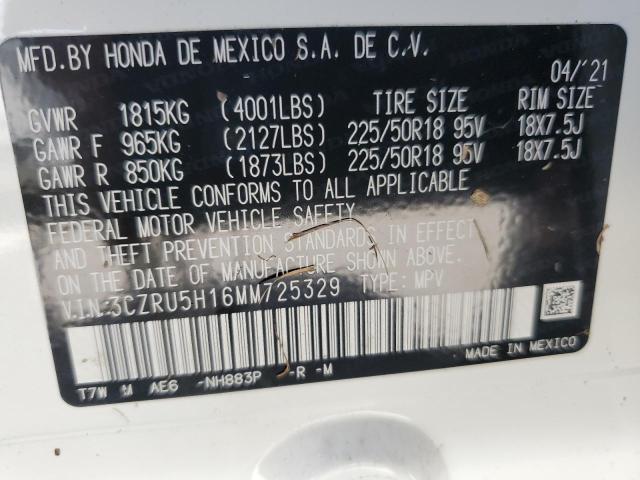 MFD.BY HONDA DE MEXICO S.A. DE C.V.
04/'21
GVWR 1815KG (4001LBS) TIRE SIZE RIM SIZE
GAWR F 965KG (2127LBS) 225/50R18 95V 18X7.5J
GAWR R 850KG (1873LBS) 225/50R18 95V 18X7.5J
THIS VEHICLE CONFORMS TO ALL APPLICABLE
FEDERAL MOTOR VEHICLE SAFETY,
AND THEFT PREVENTION STANDARDS IN EFFECT
ON THE DATE OF MANUFACTURE SHOWN ABOVE.
V.I.N:3CZRU5H16MM725329 TYPE: MPV
MADE IN MEXICO
T7W M AE6 -NH883P -R -M